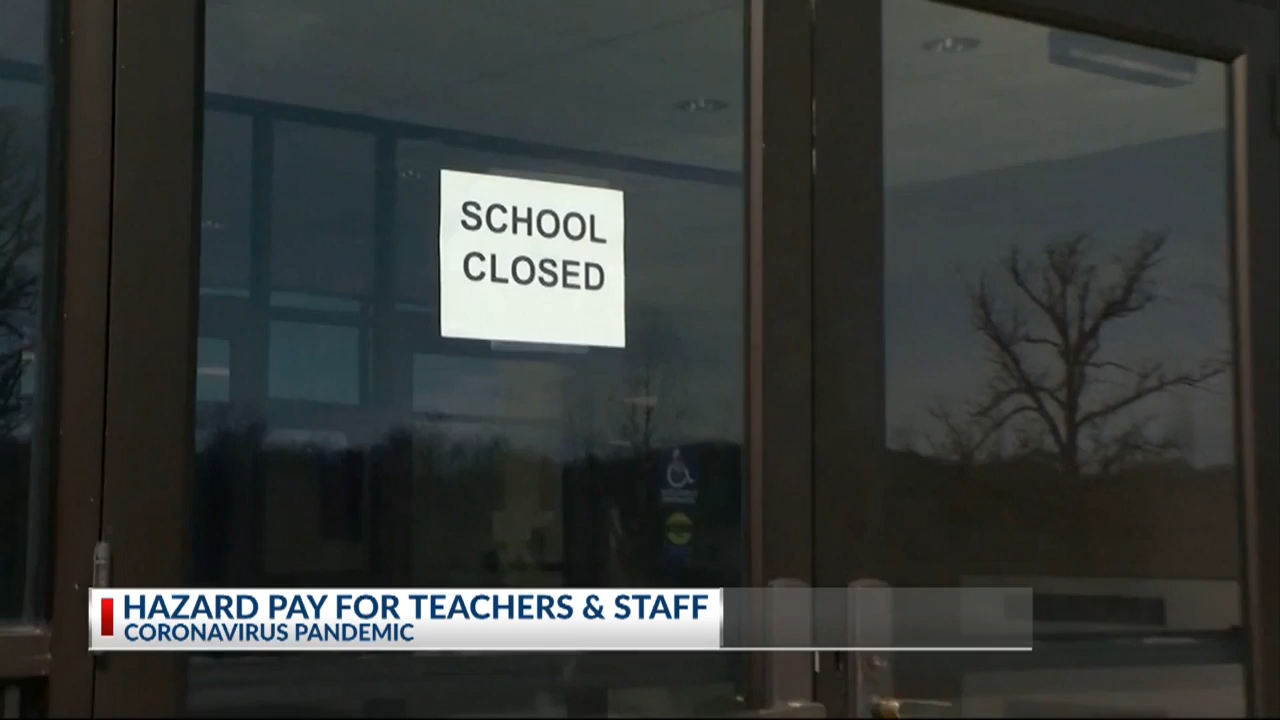 SCHOOL
CLOSED
HAZARD PAY FOR TEACHERS & STAFF
CORONAVIRUS PANDEMIC